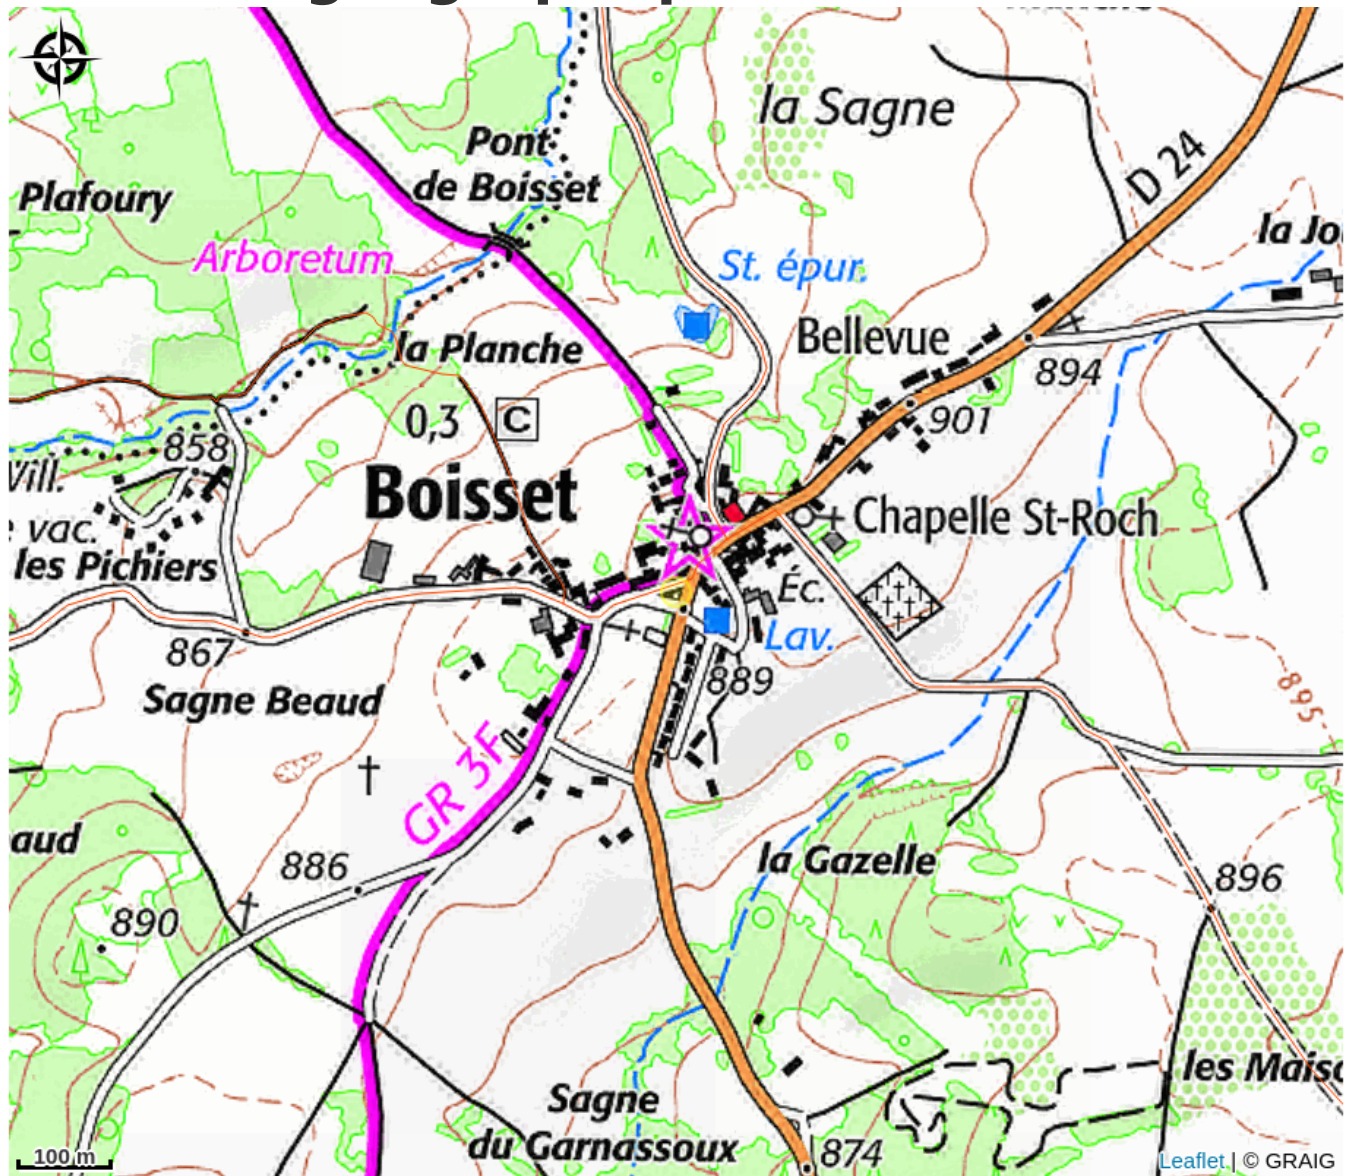 la Sagne
Pont
de Boisset
D 24
Plafoury
la Jo
Arboretum
St. épur.
Bellevue
la Planche
894
0,3
C
901
858
Vill.
Boisset
e vac.
Chapelle St-Roch
les Pichiers
Éc.
Lav.
867
889
Sagne Beaud
895
GR 3F
aud
la Gazelle
886
896
890
les Maiso
Sagne
du Garnassoux
874
100 m
Leaflet | © GRAIG